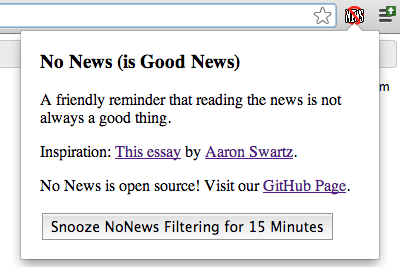 NEWS
m
No News (is Good News)
A friendly reminder that reading the news is not
always a good thing.
Inspiration: This essay by Aaron Swartz.
No News is open source! Visit our GitHub Page.
Snooze NoNews Filtering for 15 Minutes